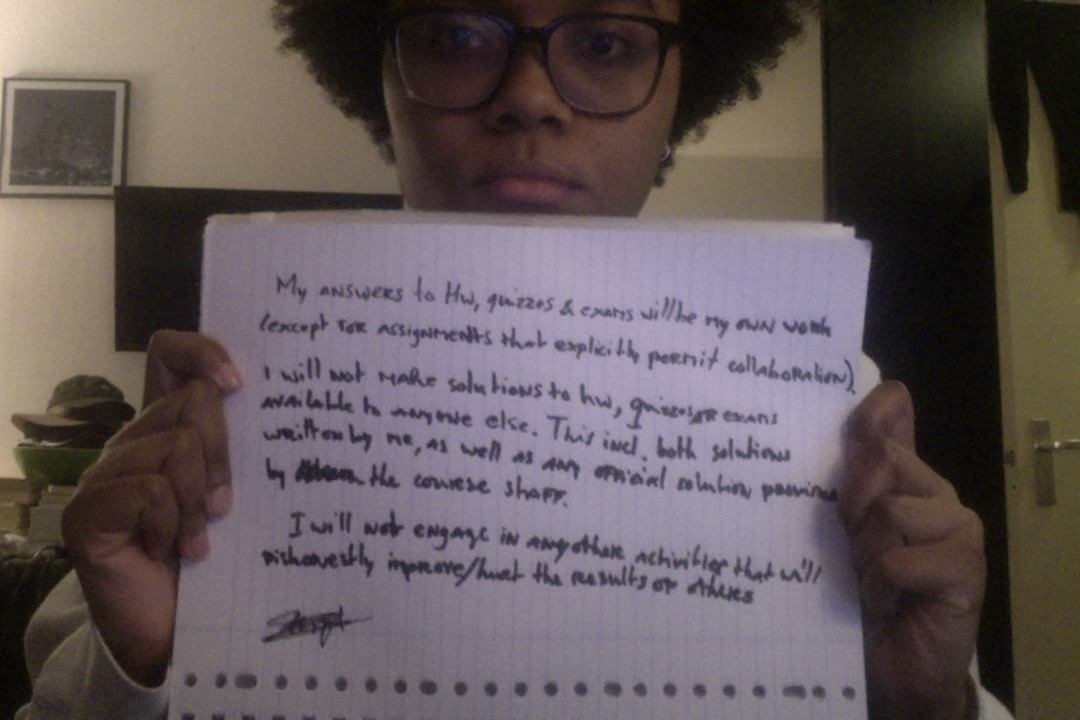 My answers to Hw, quizzes & exams will be my own work
(except for assignments that explicitly permit collaboration).
I will not make solutions to hw, quizzes or exams
available to anyone else. This incl. both solutions
written by me, as well as any official solution provided
by the course staff.
I will not engage in any other activities that will
dishonestly improve/hurt the results of others